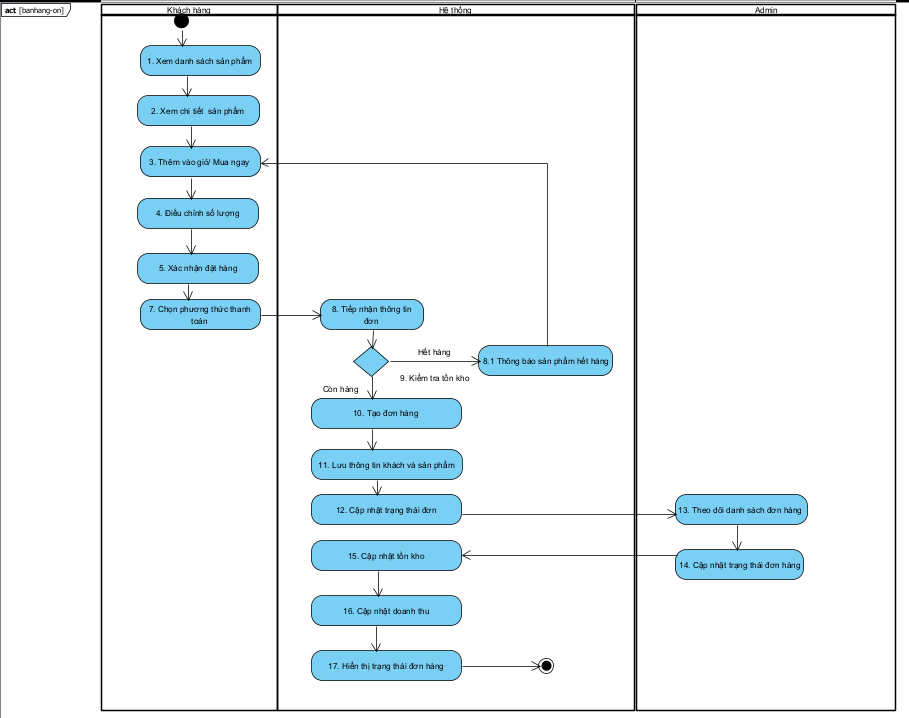 act [banhang-on]
Khách hàng
Hệ thống
Admin
1. Xem danh sách sản phẩm
2. Xem chi tiết sản phẩm
3. Thêm vào giỏ/ Mua ngay
4. Điều chỉnh số lượng
5. Xác nhận đặt hàng
7. Chọn phương thức thanh
toán
8. Tiếp nhận thông tin
đơn
Hết hàng
8.1 Thông báo sản phẩm hết hàng
9. Kiểm tra tồn kho
Còn hàng
10. Tạo đơn hàng
11. Lưu thông tin khách và sản phẩm
12. Cập nhật trạng thái đơn
13. Theo dõi danh sách đơn hàng
14. Cập nhật trạng thái đơn hàng
15. Cập nhật tồn kho
16. Cập nhật doanh thu
17. Hiển thị trạng thái đơn hàng